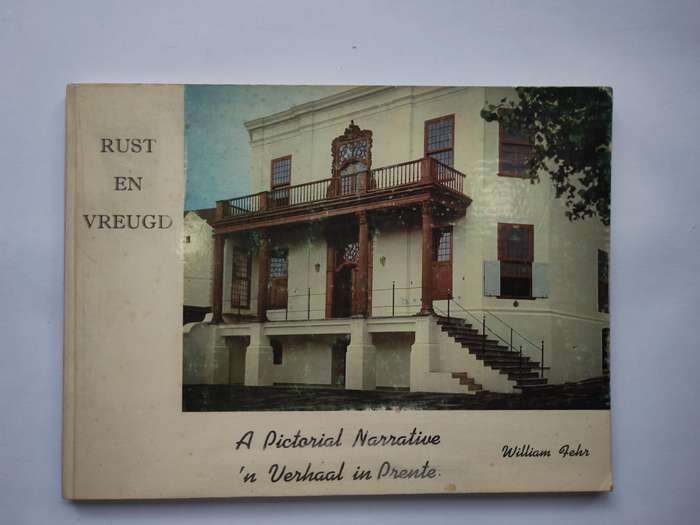 RUST
EN
VREUGD
A Pictorial Narrative
'n Verhaal in Prente.
William Fehr